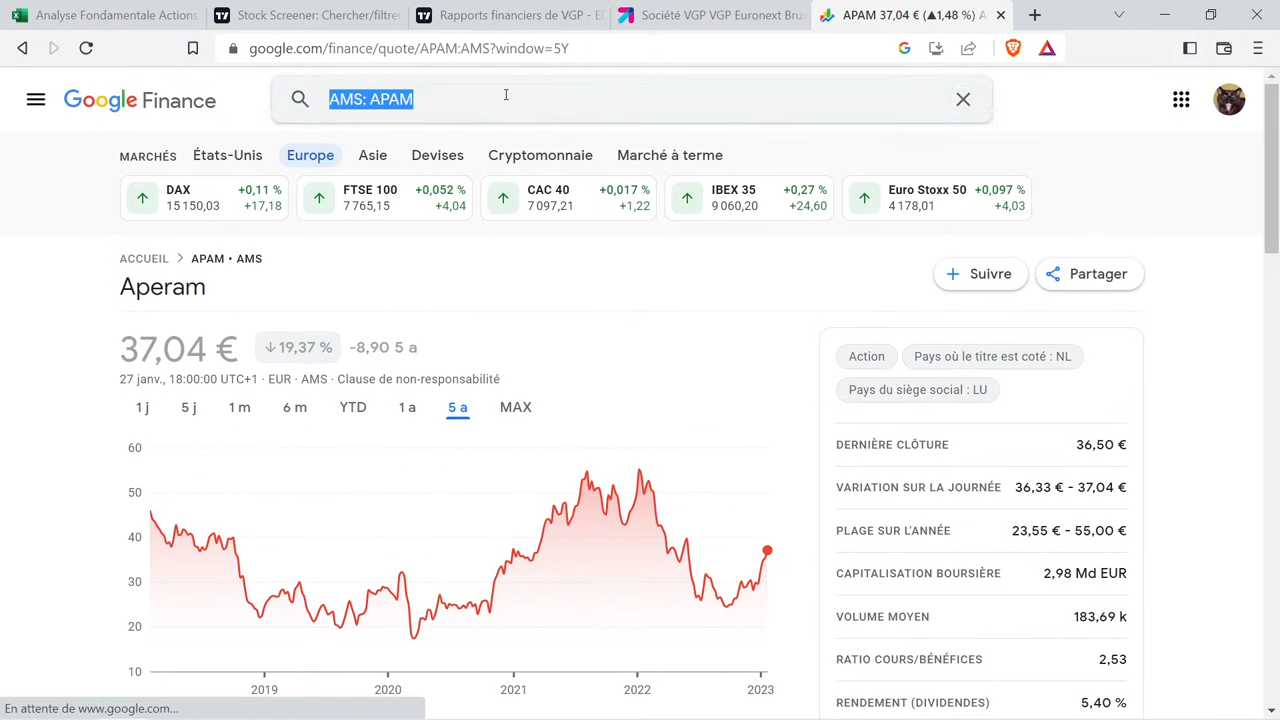 Analyse Fondamentale Actions
Stock Screener: Chercher/filtrer
Rapports financiers de VGP - E
Société VGP VGP Euronext Bru
APAM 37,04 € (▲1,48 %) A
google.com/finance/quote/APAM:AMS?window=5Y
Google Finance
AMS: APAM
MARCHÉS
États-Unis
Europe
Asie
Devises
Cryptomonnaie
Marché à terme
DAX +0,11 %
15 150,03 +17,18
FTSE 100 +0,052 %
7 765,15 +4,04
CAC 40 +0,017 %
7 097,21 +1,22
IBEX 35 +0,27 %
9 060,20 +24,60
Euro Stoxx 50 +0,097 %
4 178,01 +4,03
ACCUEIL > APAM • AMS
Aperam
+ Suivre
Partager
37,04 € ↓ 19,37 % -8,90 5 a
27 janv., 18:00:00 UTC+1 · EUR · AMS · Clause de non-responsabilité
1 j 5 j 1 m 6 m YTD 1 a 5 a MAX
60
50
40
30
20
10
2019 2020 2021 2022 2023
Action
Pays où le titre est coté : NL
Pays du siège social : LU
DERNIÈRE CLÔTURE 36,50 €
VARIATION SUR LA JOURNÉE 36,33 € - 37,04 €
PLAGE SUR L'ANNÉE 23,55 € - 55,00 €
CAPITALISATION BOURSIÈRE 2,98 Md EUR
VOLUME MOYEN 183,69 k
RATIO COURS/BÉNÉFICES 2,53
RENDEMENT (DIVIDENDES) 5,40 %
En attente de www.google.com...